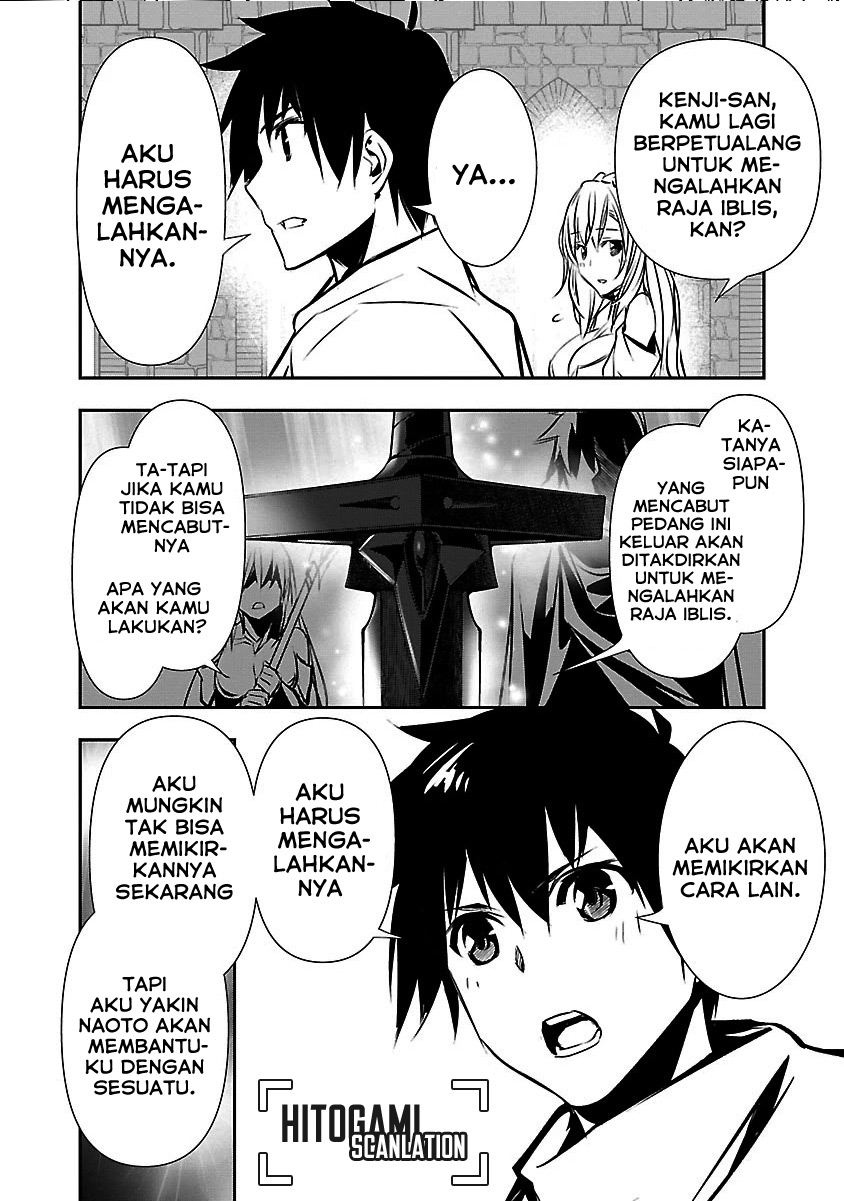 KENJI-SAN,
KAMU LAGI
BERPETUALANG
UNTUK ME-
NGALAHKAN
RAJA IBLIS,
KAN?
YA...
AKU
HARUS
MENGA-
LAHKAN-
NYA.
KA-
TANYA
SIAPA-
PUN
YANG
MENCABUT
PEDANG INI
KELUAR AKAN
DITAKDIRKAN
UNTUK ME-
NGALAHKAN
RAJA IBLIS.
TA-TAPI
JIKA KAMU
TIDAK BISA
MENCABUT-
NYA
APA YANG
AKAN KAMU
LAKUKAN?
AKU AKAN
MEMIKIRKAN
CARA LAIN.
AKU
HARUS
MENGA-
LAHKAN-
NYA
AKU
MUNGKIN
TAK BISA
MEMIKIR-
KANNYA
SEKARANG
TAPI
AKU YAKIN
NAOTO AKAN
MEMBANTU-
KU DENGAN
SESUATU.
HITOGAMI
SCANLATION